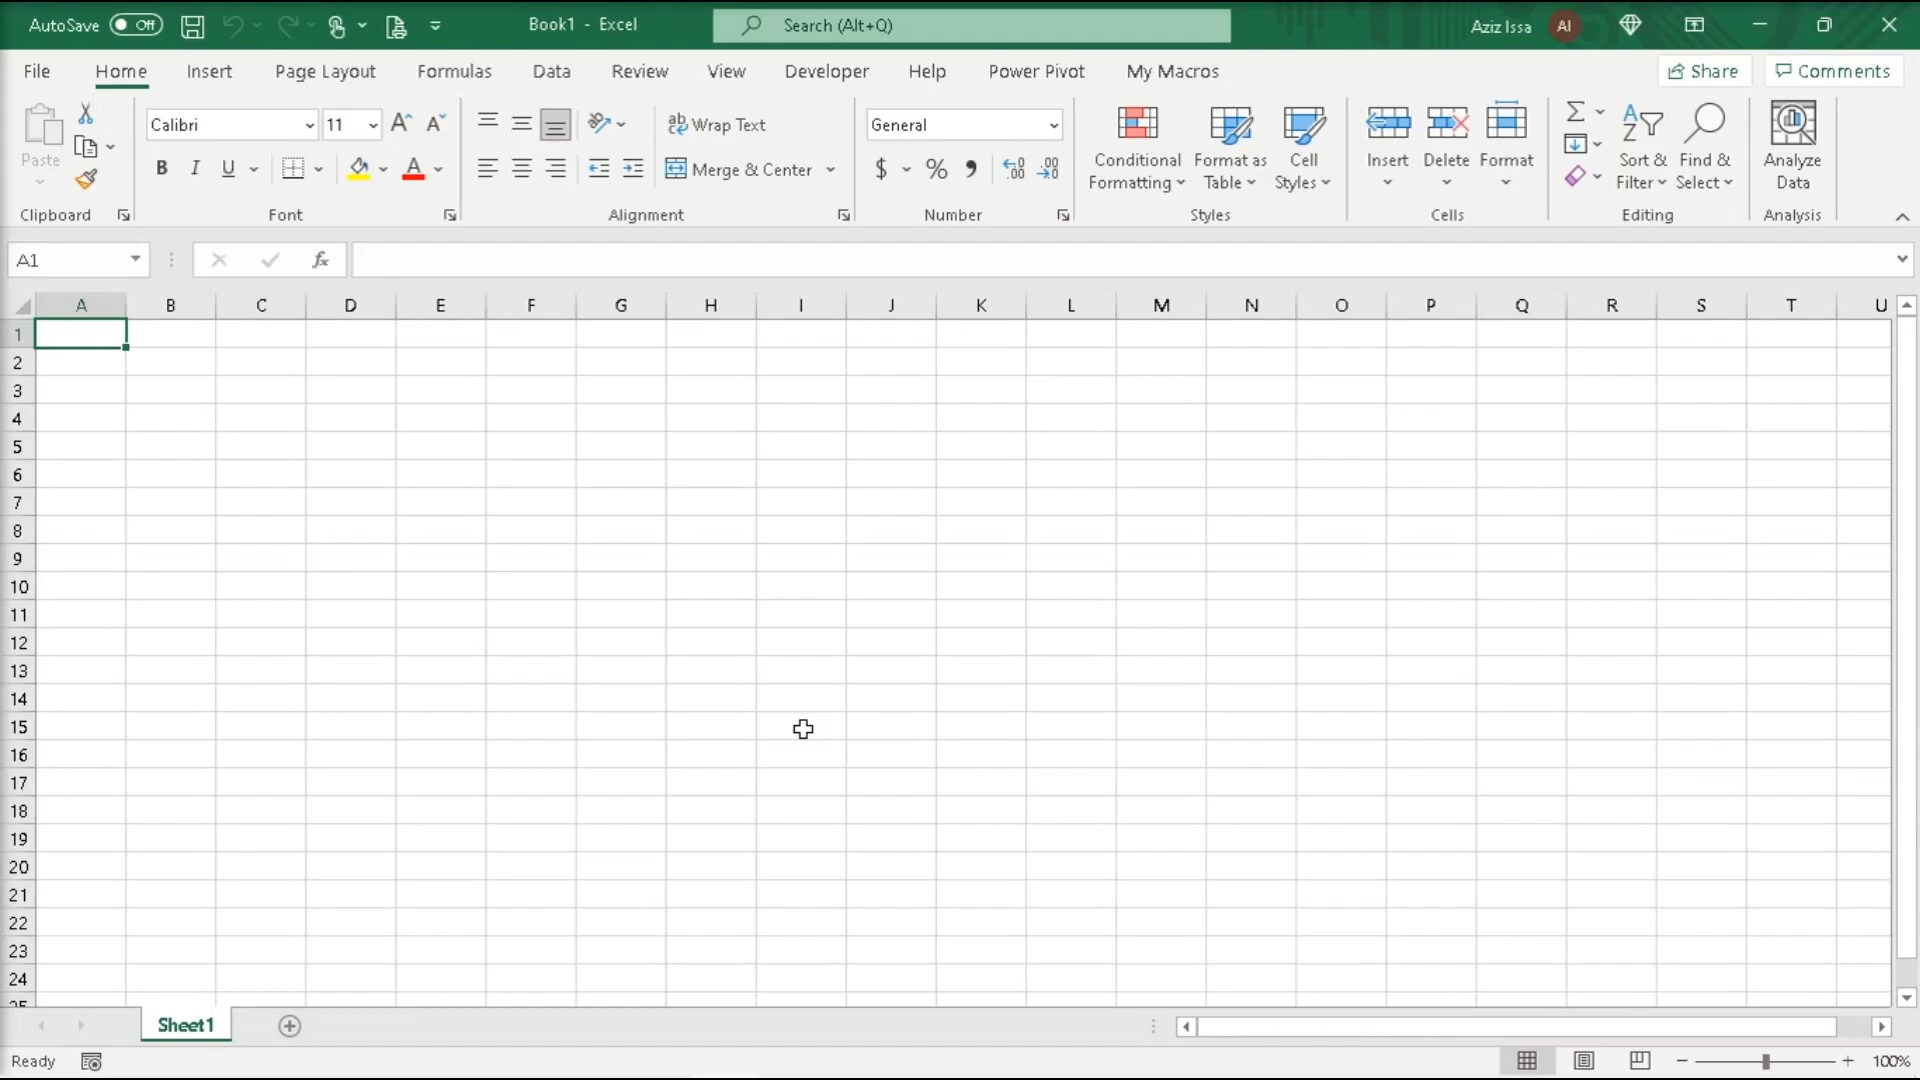 AutoSave Off Book1 - Excel Search (Alt+Q) Aziz Issa AI
File Home Insert Page Layout Formulas Data Review View Developer Help Power Pivot My Macros Share Comments
Paste
Calibri 11
Wrap Text
General
B I U A
Merge & Center
$ % ,
Conditional Formatting
Format as Table
Cell Styles
Insert
Delete
Format
Sort & Filter
Find & Select
Analyze Data
Clipboard Font Alignment Number Styles Cells Editing Analysis
A1 fx
A B C D E F G H I J K L M N O P Q R S T U
1
2
3
4
5
6
7
8
9
10
11
12
13
14
15
16
17
18
19
20
21
22
23
24
25
Sheet1
Ready 100%